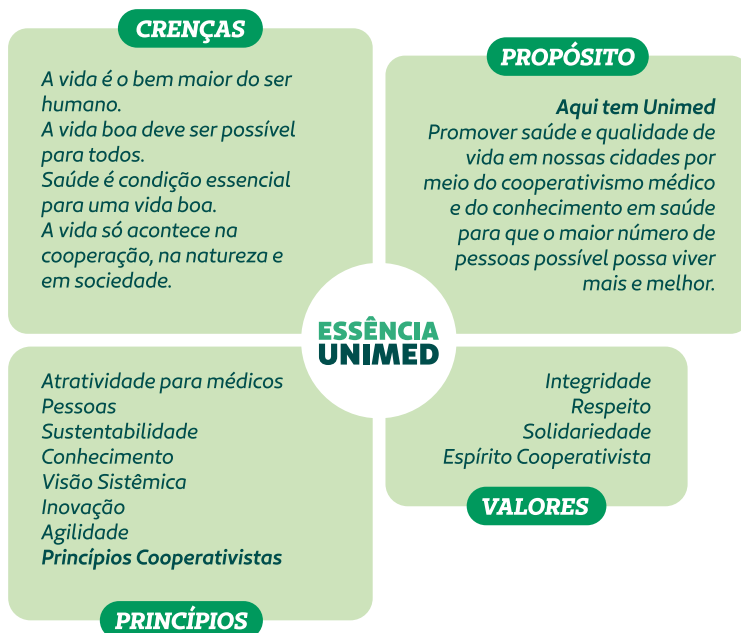 CRENÇAS
A vida é o bem maior do ser
humano.
A vida boa deve ser possível
para todos.
Saúde é condição essencial
para uma vida boa.
A vida só acontece na
cooperação, na natureza e
em sociedade.
PROPÓSITO
Aqui tem Unimed
Promover saúde e qualidade de
vida em nossas cidades por
meio do cooperativismo médico
e do conhecimento em saúde
para que o maior número de
pessoas possível possa viver
mais e melhor.
ESSÊNCIA
UNIMED
Atratividade para médicos
Pessoas
Sustentabilidade
Conhecimento
Visão Sistêmica
Inovação
Agilidade
Princípios Cooperativistas
PRINCÍPIOS
Integridade
Respeito
Solidariedade
Espírito Cooperativista
VALORES